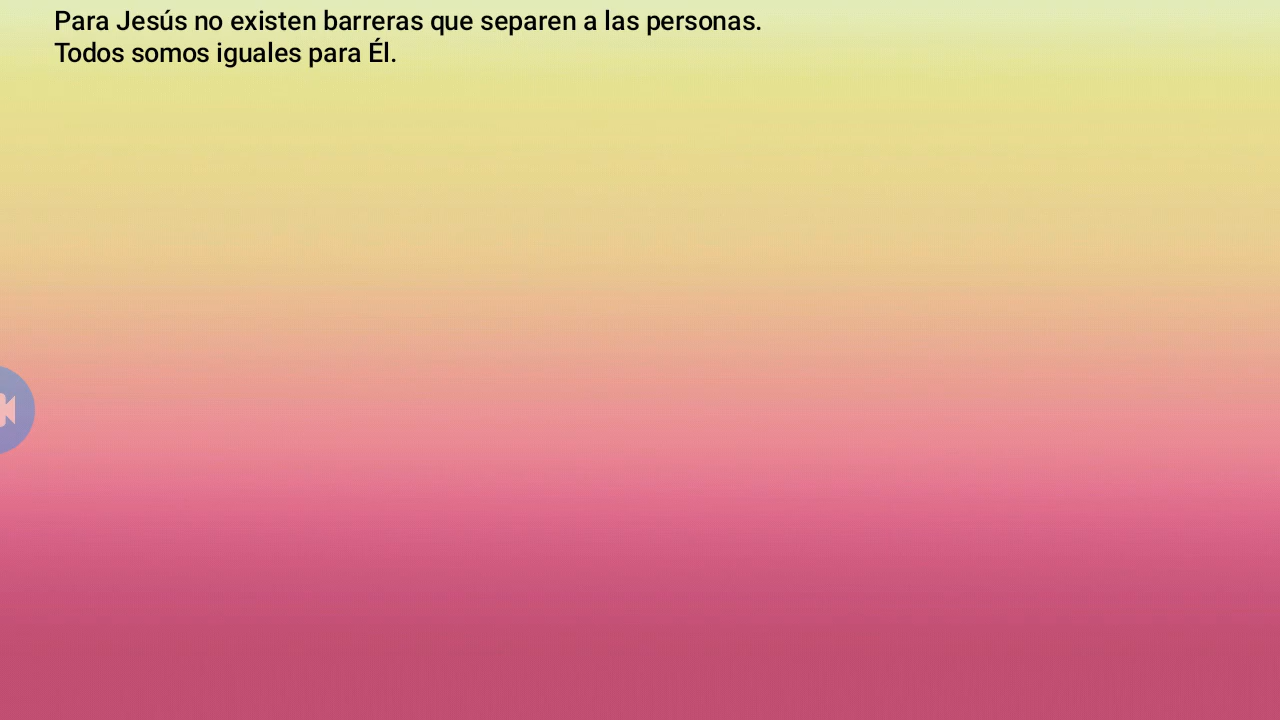 Para Jesús no existen barreras que separen a las personas.
Todos somos iguales para Él.